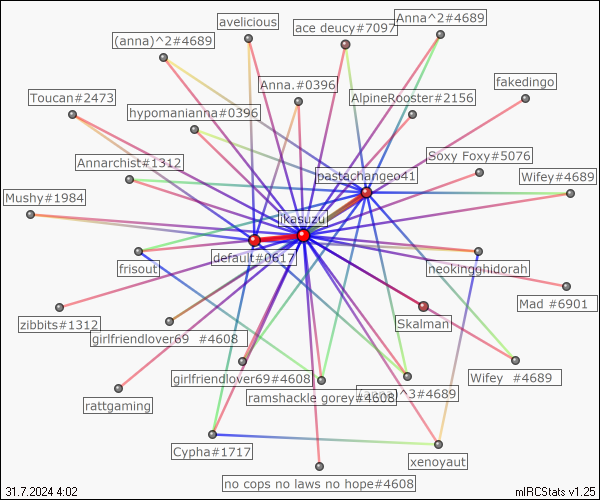 avelicious
ace deucy#7097
Anna^2#4689
(anna)^2#4689
fakedingo
Anna.#0396
Toucan#2473
AlpineRooster#2156
hypomanianna#0396
Soxy Foxy#5076
Annarchist#1312
pastachangeo41
Wifey#4689
Mushy#1984
ikasuzu
default#0617
frisout
neokingghidorah
Mad #6901
zibbits#1312
Skalman
girlfriendlover69 #4608
girlfriendlover69#4608
Wifey #4689
ramshackle gorey#4608
^3#4689
rattgaming
Cypha#1717
xenoyaut
no cops no laws no hope#4608
31.7.2024 4:02
mIRCStats v1.25